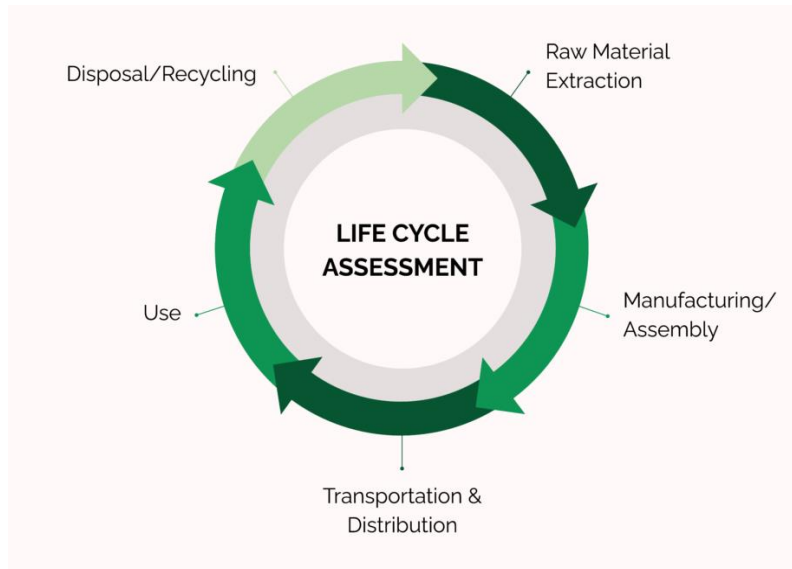 Disposal/Recycling
Raw Material
Extraction
LIFE CYCLE
ASSESSMENT
Use
Manufacturing/
Assembly
Transportation &
Distribution